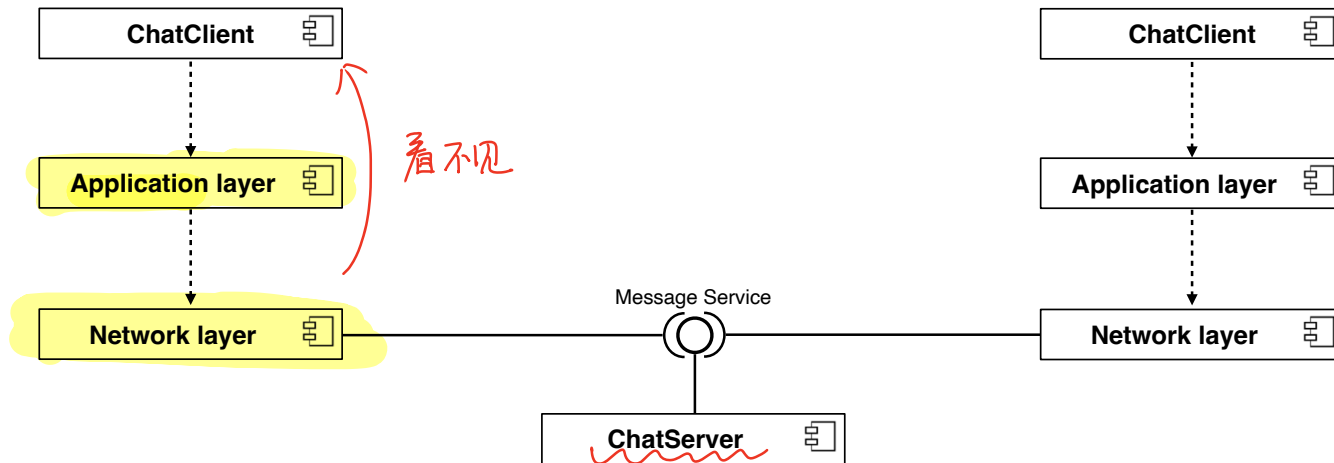 ChatClient
ChatClient
看不见
Application layer
Application layer
Message Service
Network layer
Network layer
ChatServer